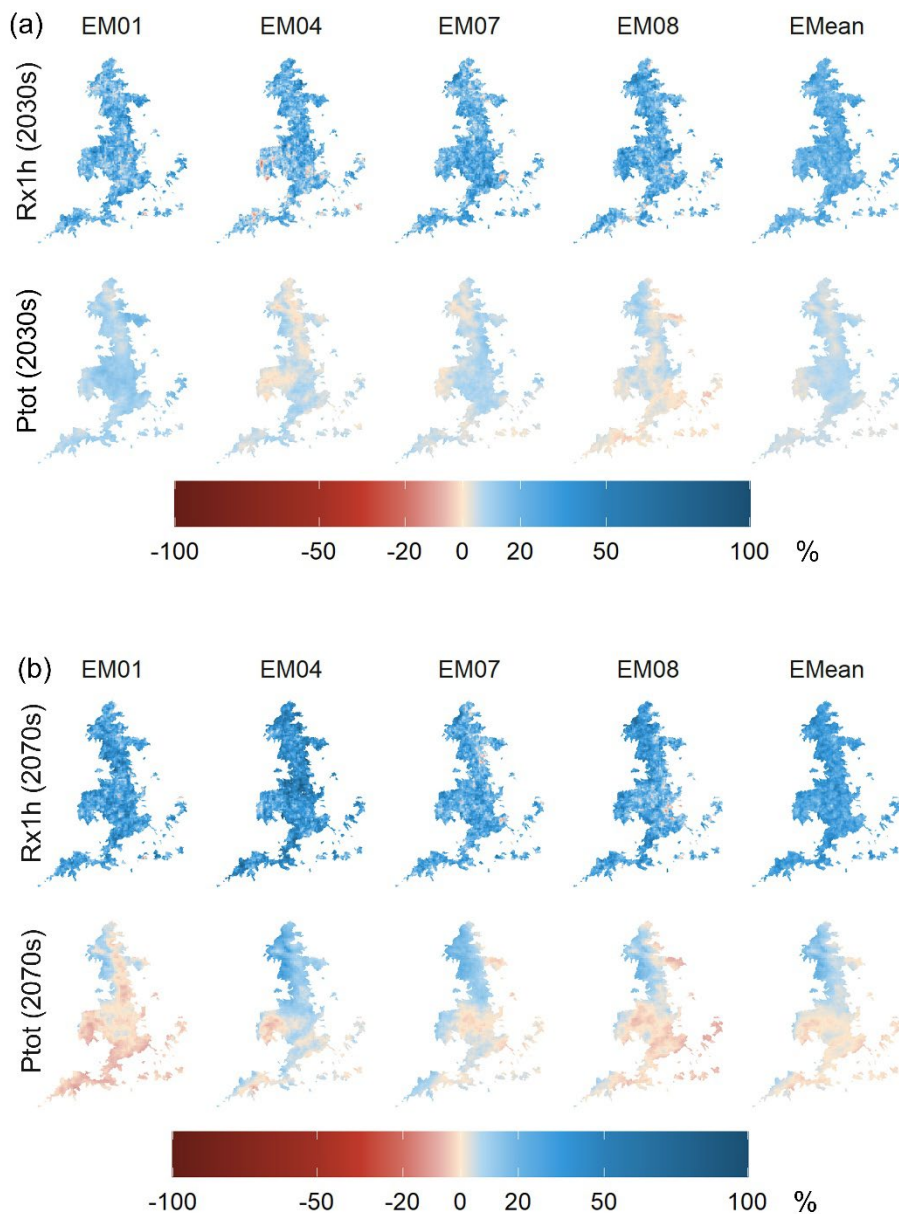 (a)
EM01 EM04 EM07 EM08 EMean
Rx1h (2030s)
Ptot (2030s)
-100 -50 -20 0 20 50 100 %
(b)
EM01 EM04 EM07 EM08 EMean
Rx1h (2070s)
Ptot (2070s)
-100 -50 -20 0 20 50 100 %